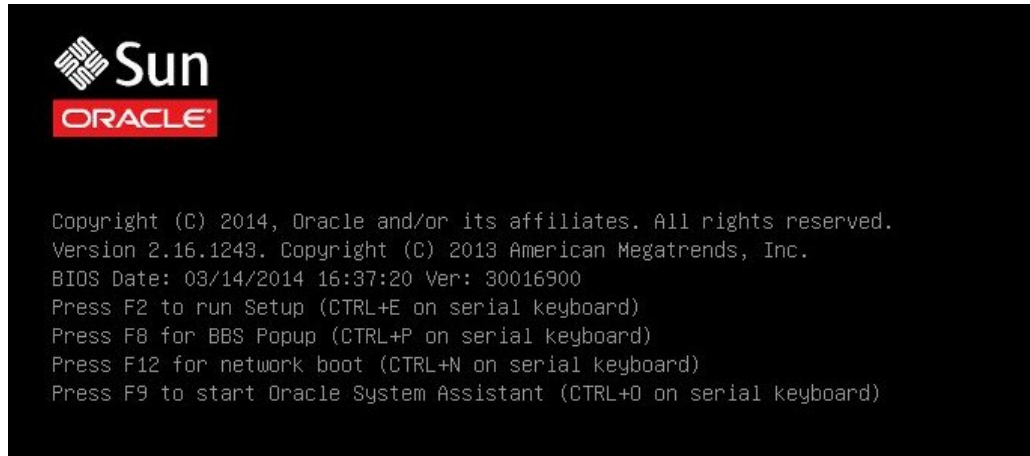 Sun
ORACLE
Copyright (C) 2014, Oracle and/or its affiliates. All rights reserved.
Version 2.16.1243. Copyright (C) 2013 American Megatrends, Inc.
BIOS Date: 03/14/2014 16:37:20 Ver: 30016900
Press F2 to run Setup (CTRL+E on serial keyboard)
Press F8 for BBS Popup (CTRL+P on serial keyboard)
Press F12 for network boot (CTRL+N on serial keyboard)
Press F9 to start Oracle System Assistant (CTRL+O on serial keyboard)